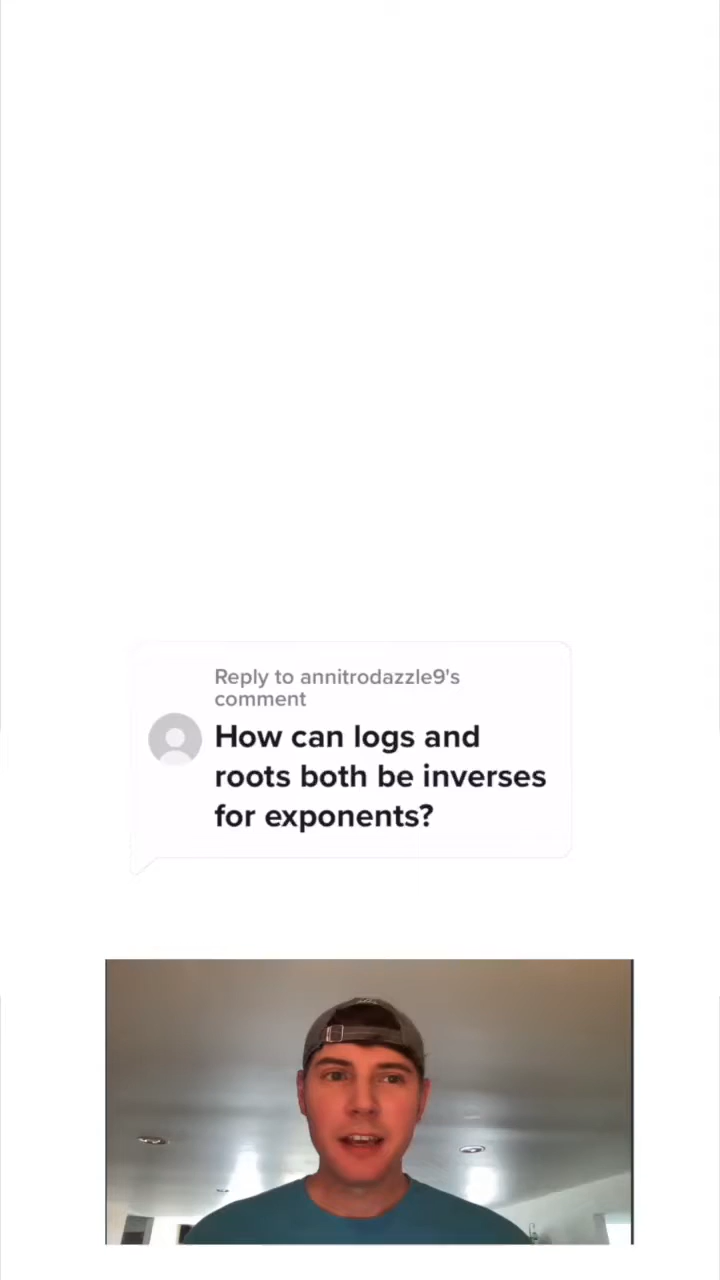 Reply to annitrodazzle9's
comment
How can logs and
roots both be inverses
for exponents?